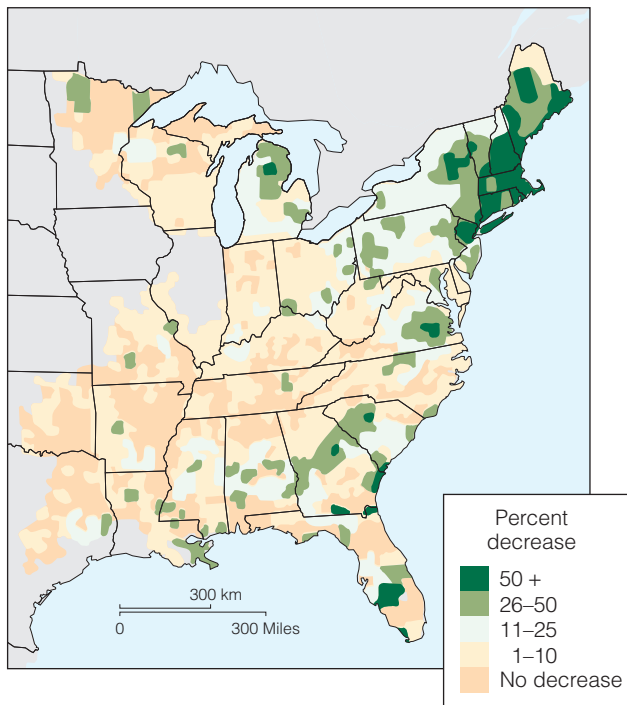 300 km
0
300 Miles
Percent
decrease
50 +
26–50
11–25
1–10
No decrease